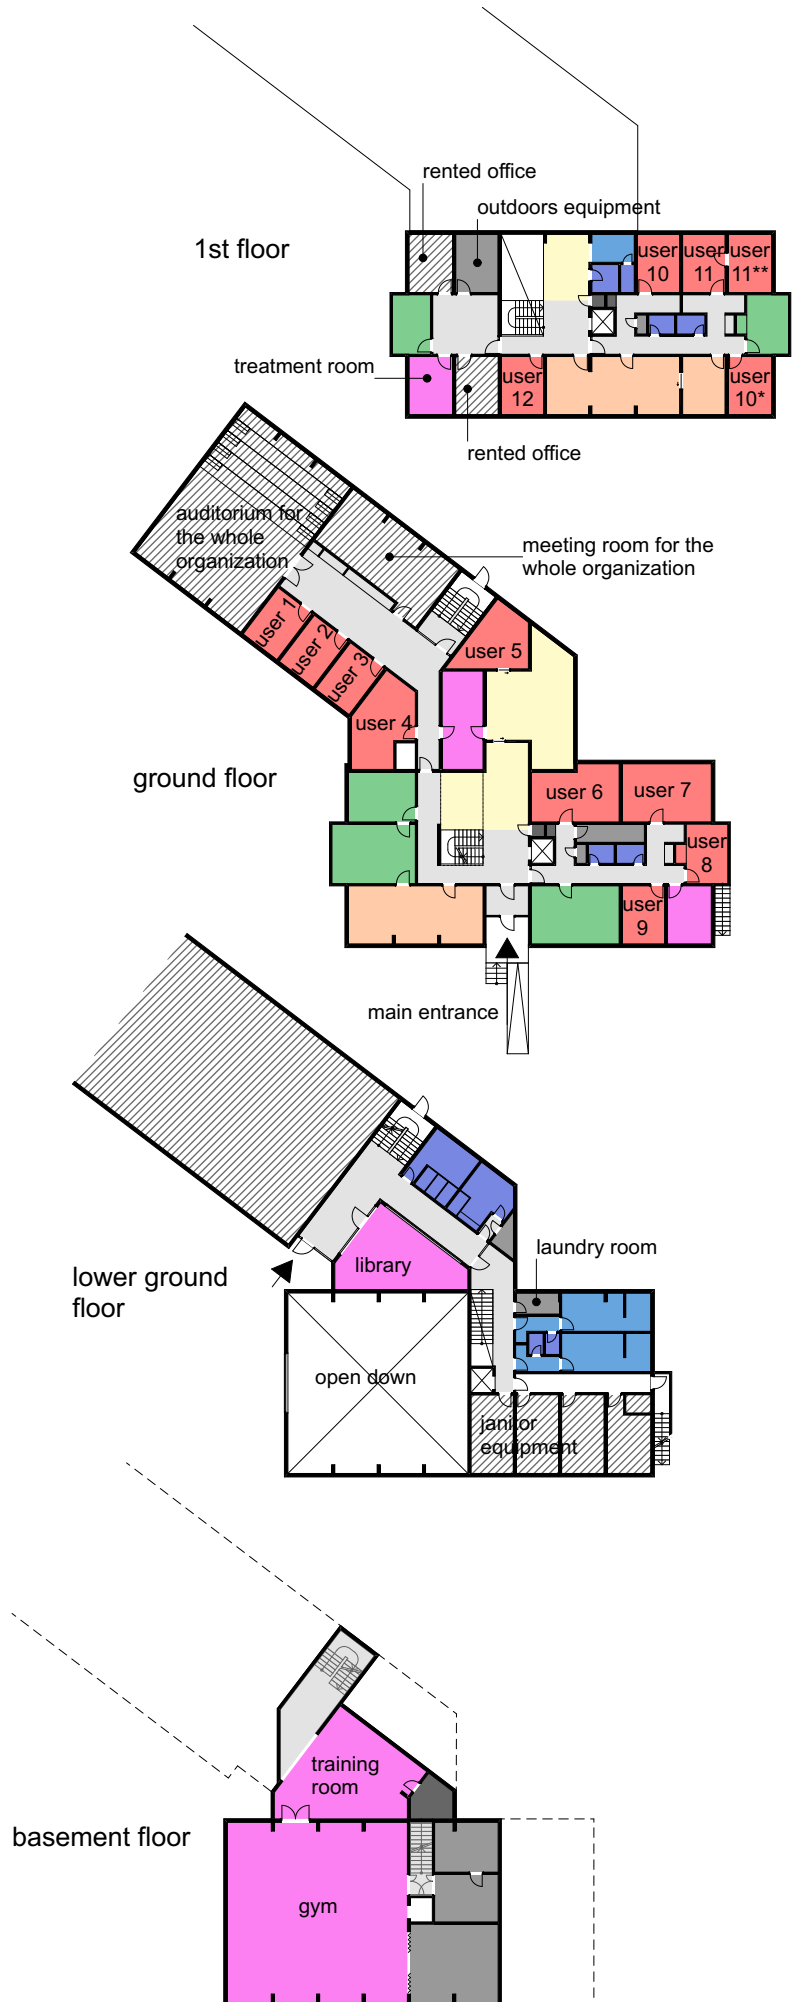 rented office
outdoors equipment
1st floor
user
10
user
11
user
11**
treatment room
user
12
user
10*
rented office
auditorium for
the whole
organization
meeting room for the
whole organization
user 1
user 2
user 3
user 4
user 5
ground floor
user 6
user 7
user
8
user
9
main entrance
laundry room
library
lower ground
floor
open down
janitor
equipment
training
room
basement floor
gym